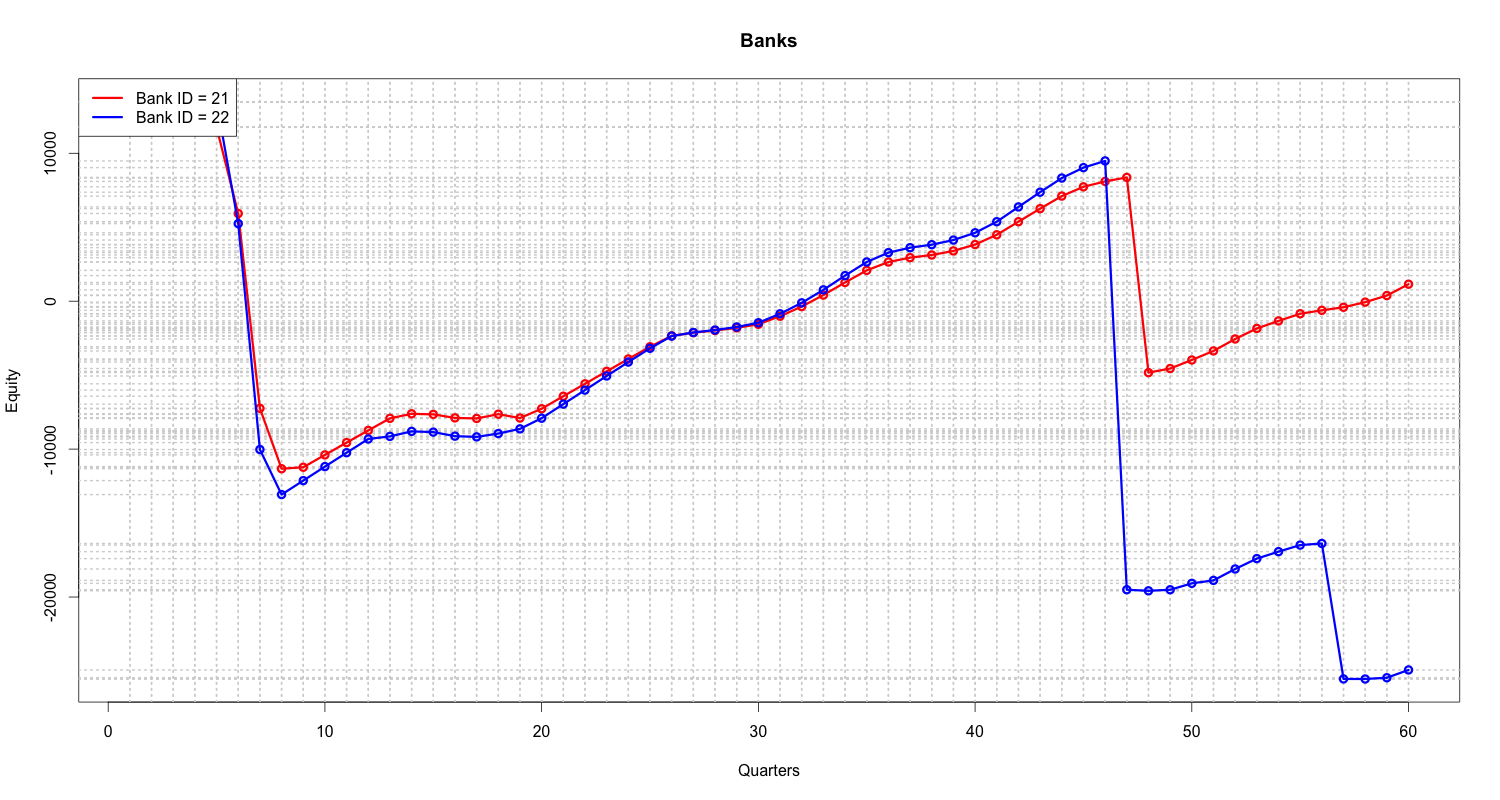 Banks
Bank ID = 21
Bank ID = 22
Equity
10000
0
-10000
-20000
0 10 20 30 40 50 60
Quarters